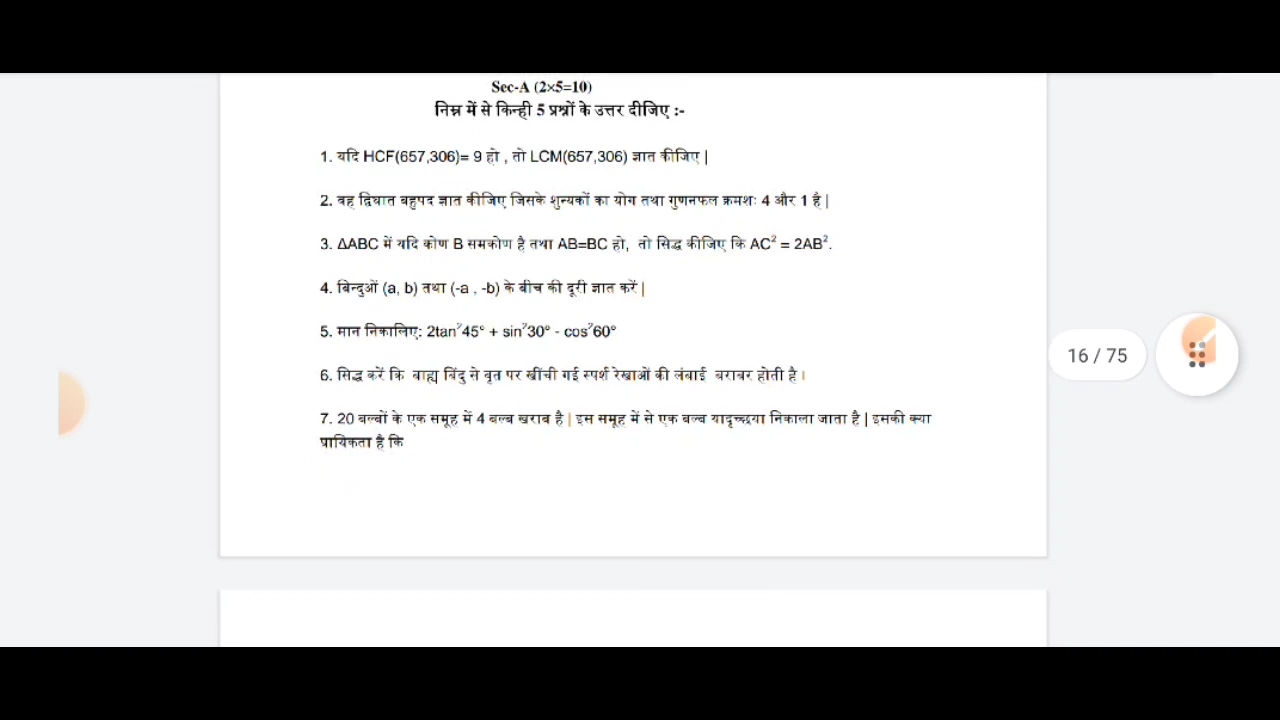 Sec-A (2×5=10)
निम्न में से किन्ही 5 प्रश्नों के उत्तर दीजिए :-
1. यदि HCF(657,306)= 9 हो , तो LCM(657,306) ज्ञात कीजिए |
2. वह द्विघात बहुपद ज्ञात कीजिए जिसके शुन्यकों का योग तथा गुणनफल क्रमशः 4 और 1 है |
3. ΔABC में यदि कोण B समकोण है तथा AB=BC हो, तो सिद्ध कीजिए कि AC² = 2AB².
4. बिन्दुओं (a, b) तथा (-a , -b) के बीच की दूरी ज्ञात करें |
5. मान निकालिए: 2tan²45° + sin²30° - cos²60°
16 / 75
6. सिद्ध करें कि वाह्य बिंदु से वृत पर खींची गई स्पर्श रेखाओं की लंबाई बराबर होती है ।
7. 20 बल्बों के एक समूह में 4 बल्ब खराब है | इस समूह में से एक बल्ब यादृच्छया निकाला जाता है | इसकी क्या
प्रायिकता है कि